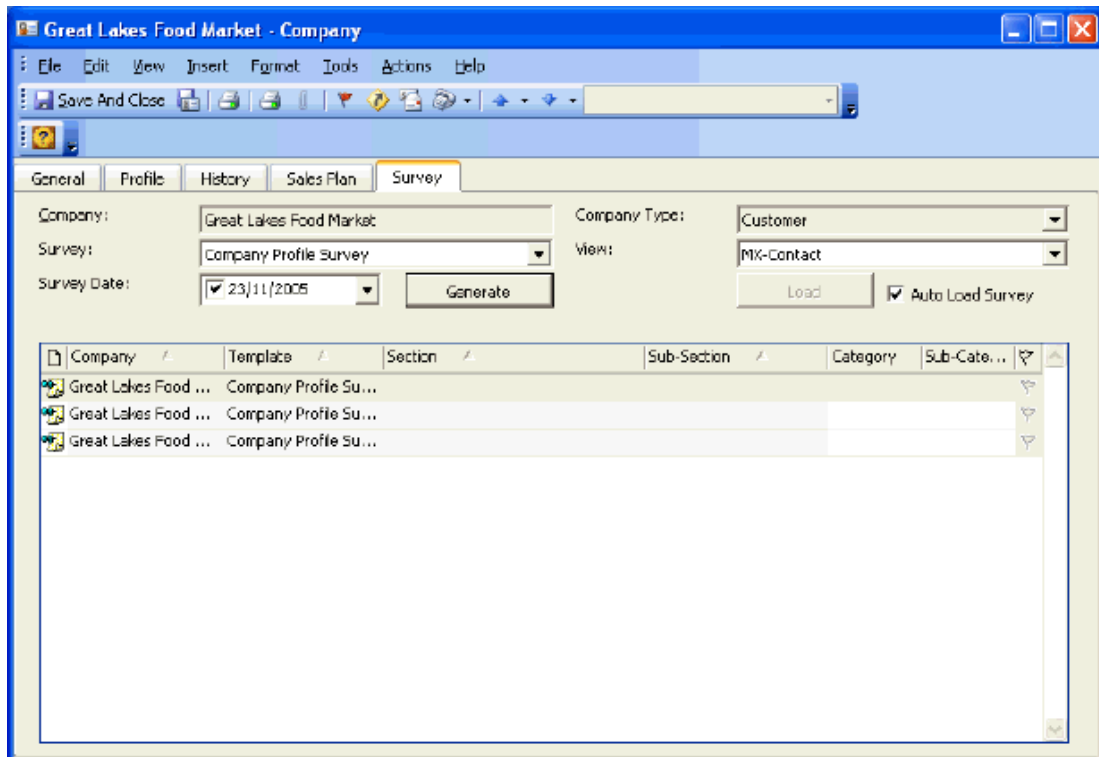 Great Lakes Food Market - Company
File Edit View Insert Format Tools Actions Help
Save And Close
General Profile History Sales Plan Survey
Company: Great Lakes Food Market Company Type: Customer
Survey: Company Profile Survey View: MX-Contact
Survey Date: 23/11/2005 Generate Load Auto Load Survey
Company Template Section Sub-Section Category Sub-Cate...
Great Lakes Food ... Company Profile Su...
Great Lakes Food ... Company Profile Su...
Great Lakes Food ... Company Profile Su...